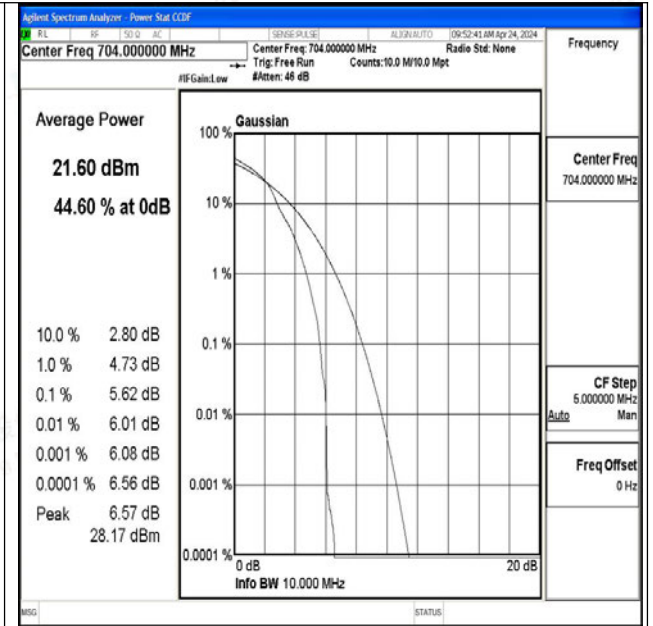 Agilent Spectrum Analyzer - Power Stat CCDF
RL RF 50 Ω AC SENSE:PULSE ALIGN AUTO 09:52:41 AM Apr 24, 2024
Center Freq 704.000000 MHz
Center Freq: 704.000000 MHz Radio Std: None
Trig: Free Run Counts:10.0 M/10.0 Mpt
#IFGain:Low #Atten: 46 dB
Frequency
Average Power
21.60 dBm
44.60 % at 0dB
10.0 % 2.80 dB
1.0 % 4.73 dB
0.1 % 5.62 dB
0.01 % 6.01 dB
0.001 % 6.08 dB
0.0001 % 6.56 dB
Peak 6.57 dB
28.17 dBm
Gaussian
100 %
10 %
1 %
0.1 %
0.01 %
0.001 %
0.0001 %
0 dB 20 dB
Info BW 10.000 MHz
Center Freq
704.000000 MHz
CF Step
5.000000 MHz
Auto Man
Freq Offset
0 Hz
MSG STATUS